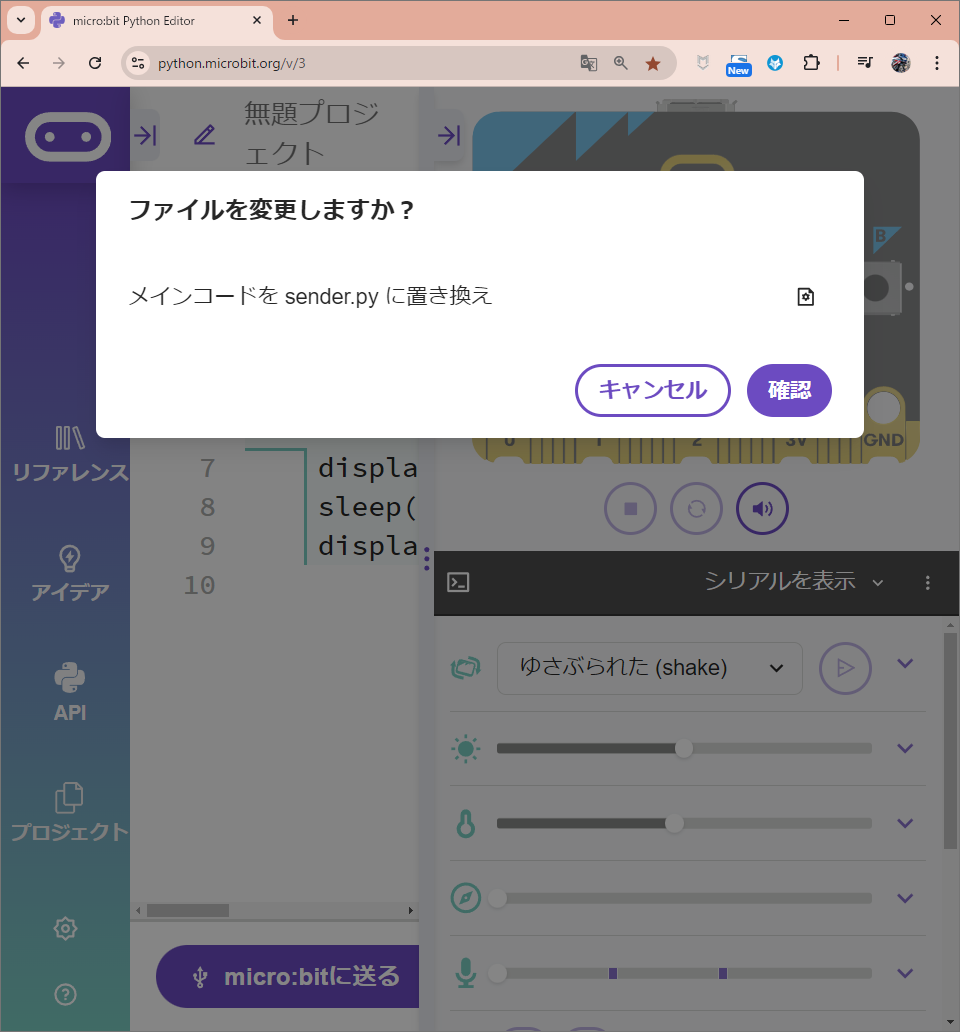 micro:bit Python Editor
python.microbit.org/v/3
New
無題プロジ
ェクト
B
ファイルを変更しますか？
メインコードを sender.py に置き換え
キャンセル
確認
0 1 2 3V GND
リファレンス
7 displa
8 sleep(
9 displa
10
アイデア
シリアルを表示
API
ゆさぶられた (shake)
プロジェクト
micro:bitに送る